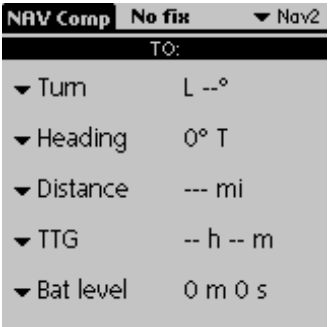 NAV Comp No fix Nav2
TO:
Turn L --°
Heading 0° T
Distance --- mi
TTG -- h -- m
Bat level 0 m 0 s